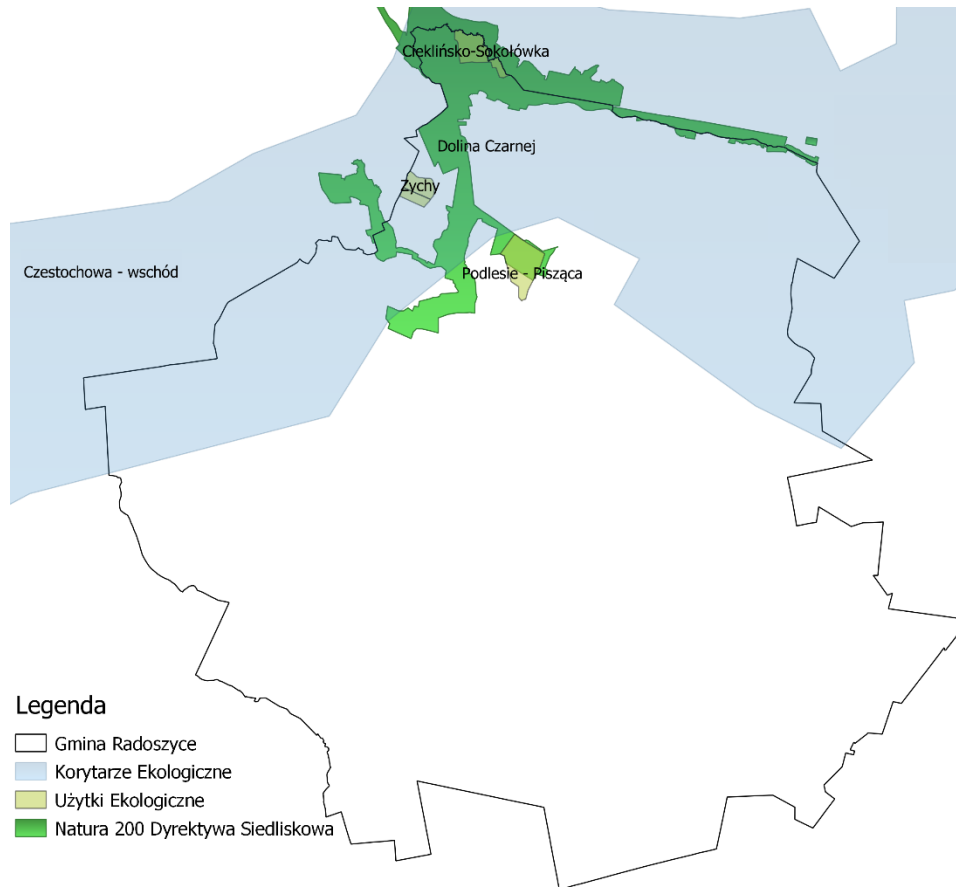 Cieklińsko-Sokołówka
Dolina Czarnej
Zychy
Czestochowa - wschód
Podlesie - Pisząca
Legenda
Gmina Radoszyce
Korytarze Ekologiczne
Użytki Ekologiczne
Natura 200 Dyrektywa Siedliskowa